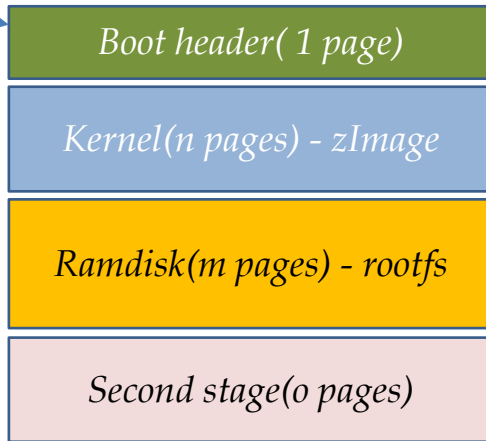 Boot header( 1 page)
Kernel(n pages) - zImage
Ramdisk(m pages) - rootfs
Second stage(o pages)